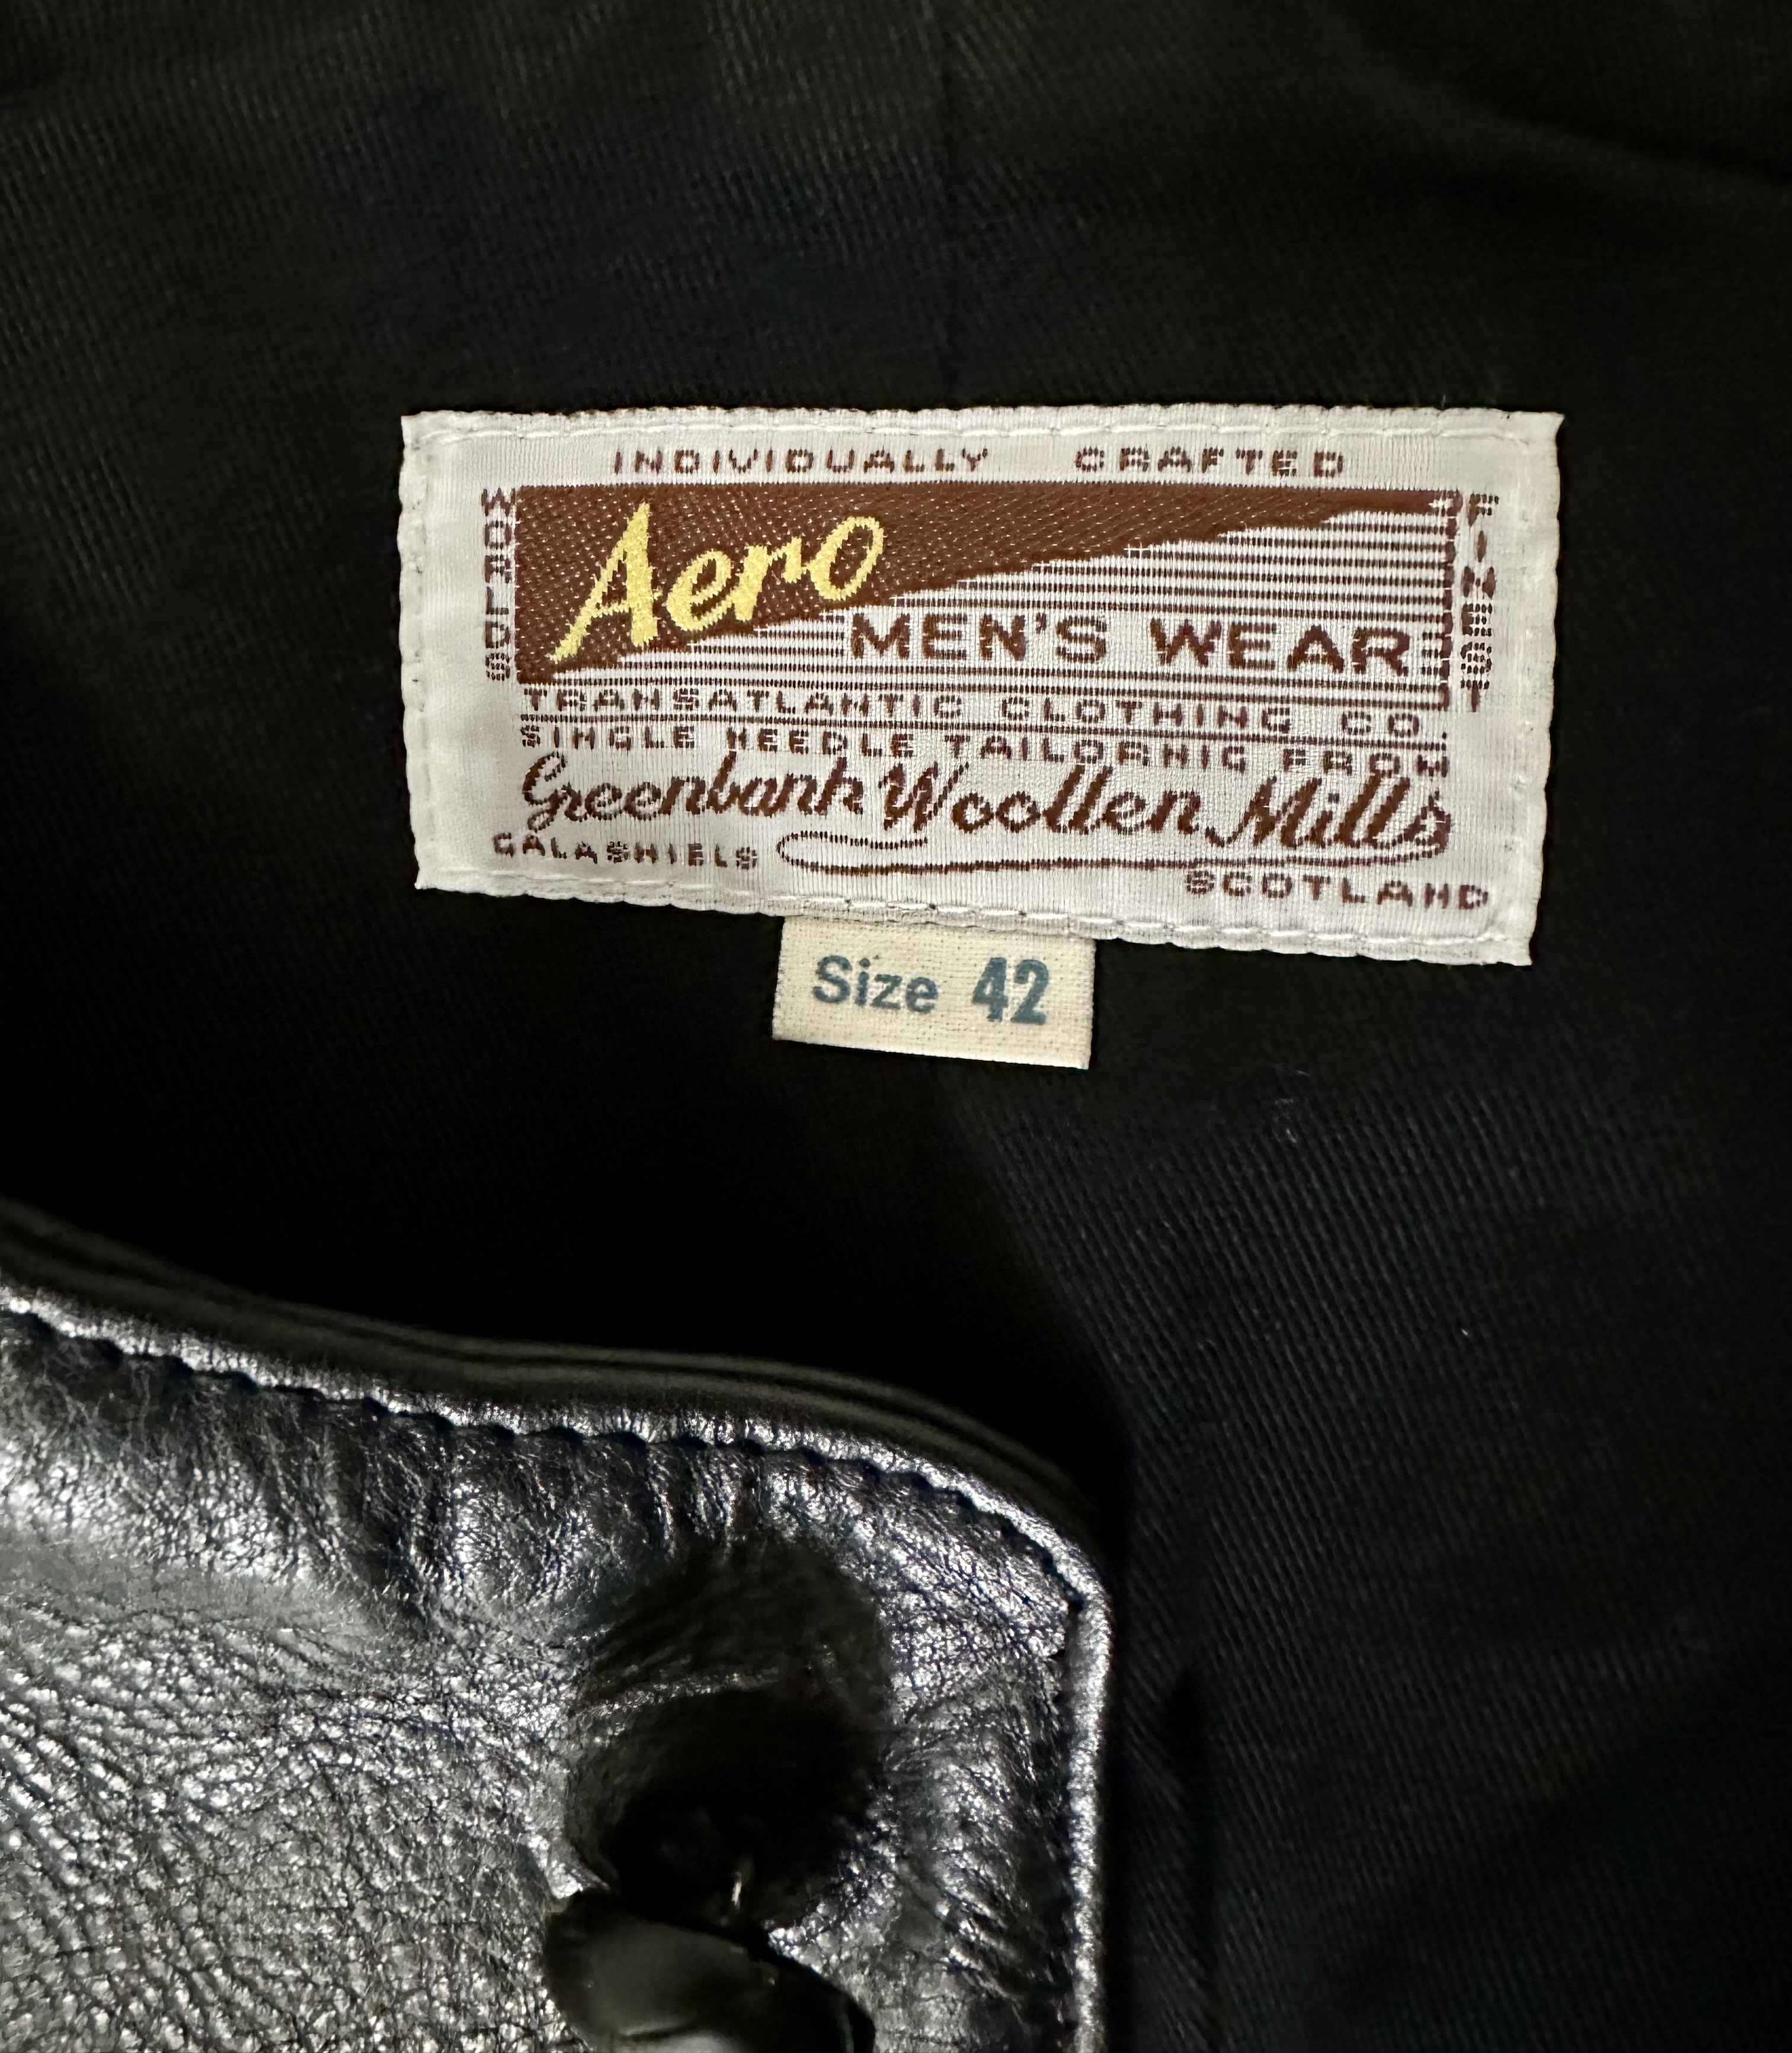 INDIVIDUALLY CRAFTED
WORLDS
FINEST
Aero
MEN'S WEAR
TRANSATLANTIC CLOTHING CO.
SINGLE NEEDLE TAILORNIG FROM
Greenbank Woollen Mills
GALASHIELS
SCOTLAND
Size 42